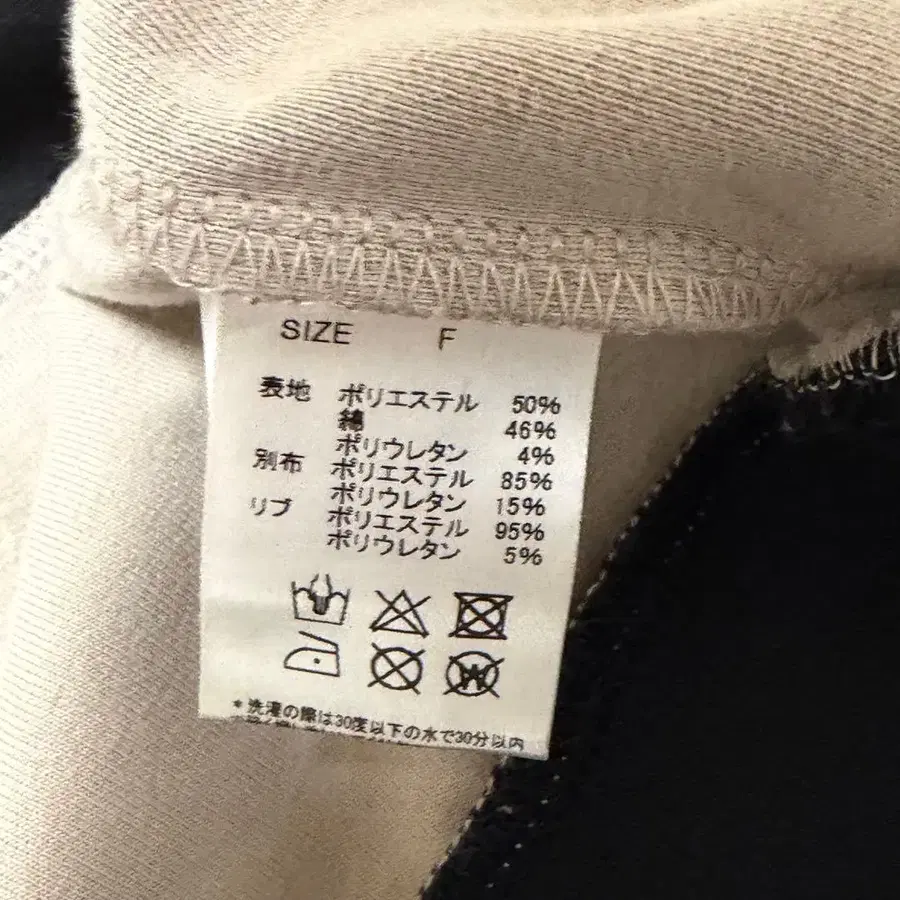 SIZE F
表地 ポリエステル 50%
綿 46%
ポリウレタン 4%
別布 ポリエステル 85%
ポリウレタン 15%
リブ ポリエステル 95%
ポリウレタン 5%
W
*洗濯の際は30度以下の水で30分以内